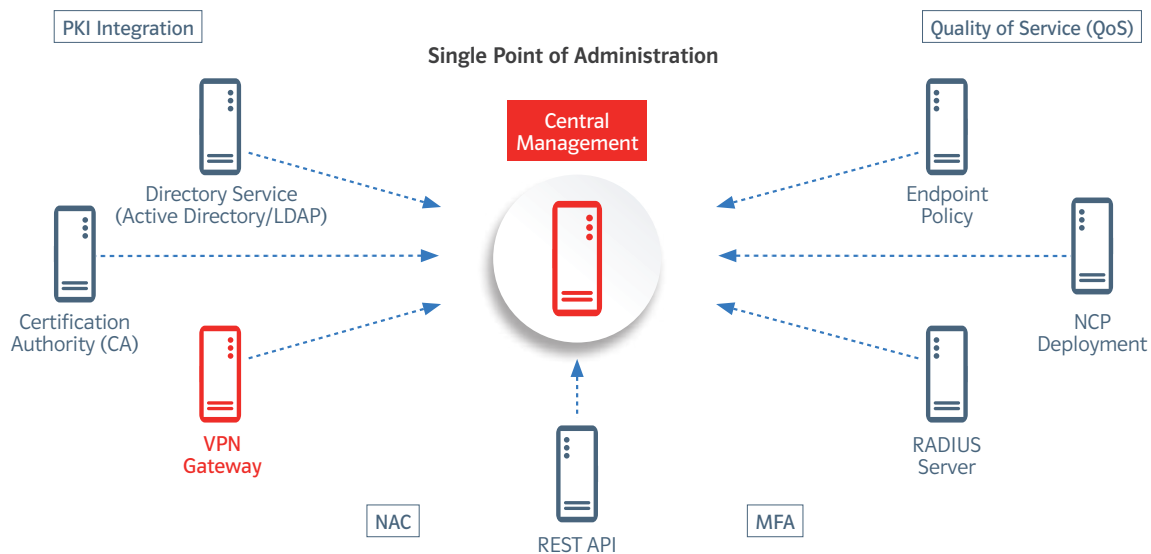 PKI Integration
Quality of Service (QoS)
Single Point of Administration
Central
Management
Directory Service
(Active Directory/LDAP)
Endpoint
Policy
Certification
Authority (CA)
NCP
Deployment
VPN
Gateway
RADIUS
Server
NAC
MFA
REST API